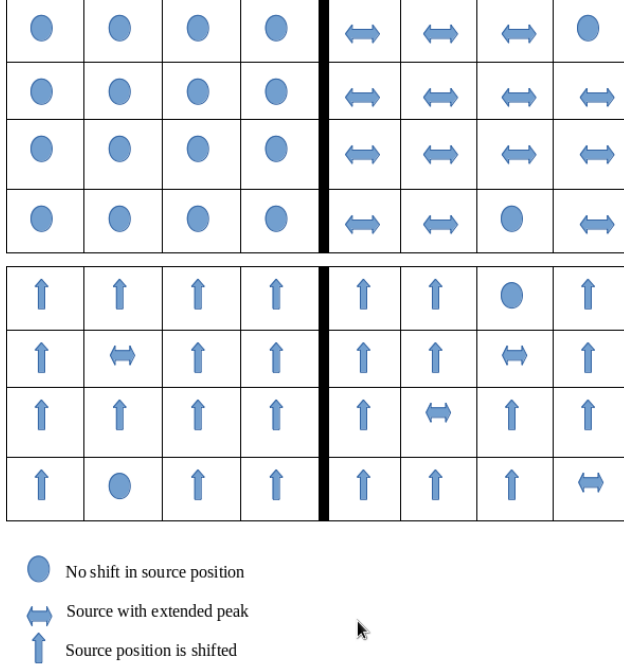 No shift in source position
Source with extended peak
Source position is shifted